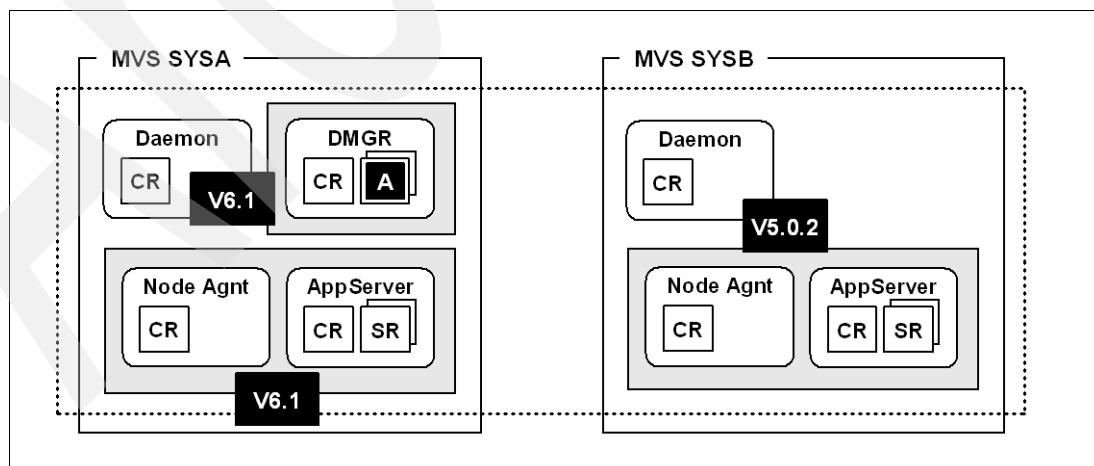 MVS SYSA
MVS SYSB
Daemon
CR
V6.1
DMGR
CR
A
Node Agnt
CR
AppServer
CR
SR
V6.1
Daemon
CR
V5.0.2
Node Agnt
CR
AppServer
CR
SR